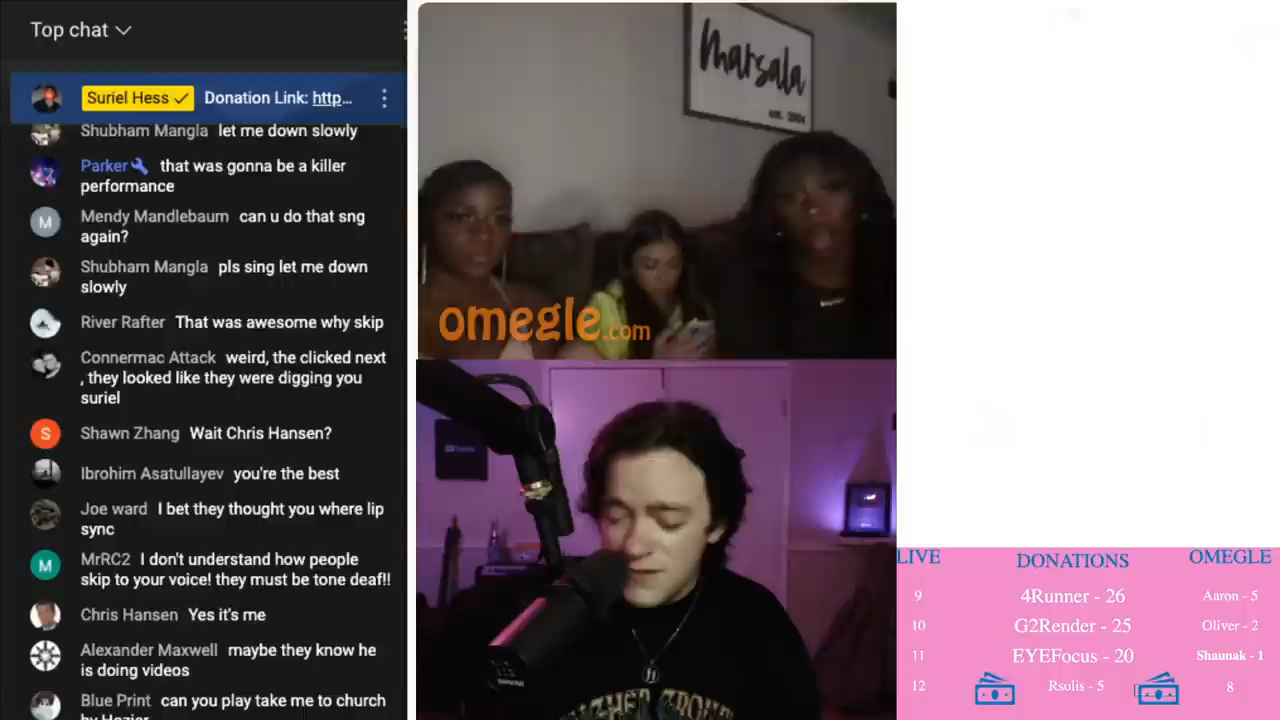 Top chat
Suriel Hess Donation Link: http...
Shubham Mangla let me down slowly
Parker that was gonna be a killer
performance
Mendy Mandlebaum can u do that sng
again?
Shubham Mangla pls sing let me down
slowly
River Rafter That was awesome why skip
Connermac Attack weird, the clicked next
, they looked like they were digging you
suriel
Shawn Zhang Wait Chris Hansen?
Ibrohim Asatullayev you're the best
Joe ward I bet they thought you where lip
sync
MrRC2 I don't understand how people
skip to your voice! they must be tone deaf!!
Chris Hansen Yes it's me
Alexander Maxwell maybe they know he
is doing videos
Blue Print can you play take me to church
by Hozier
M
S
M
Marsala
omegle.com
LIVE DONATIONS OMEGLE
9 4Runner - 26 Aaron - 5
10 G2Render - 25 Oliver - 2
11 EYEFocus - 20 Shaunak - 1
12 Rsolis - 5 8